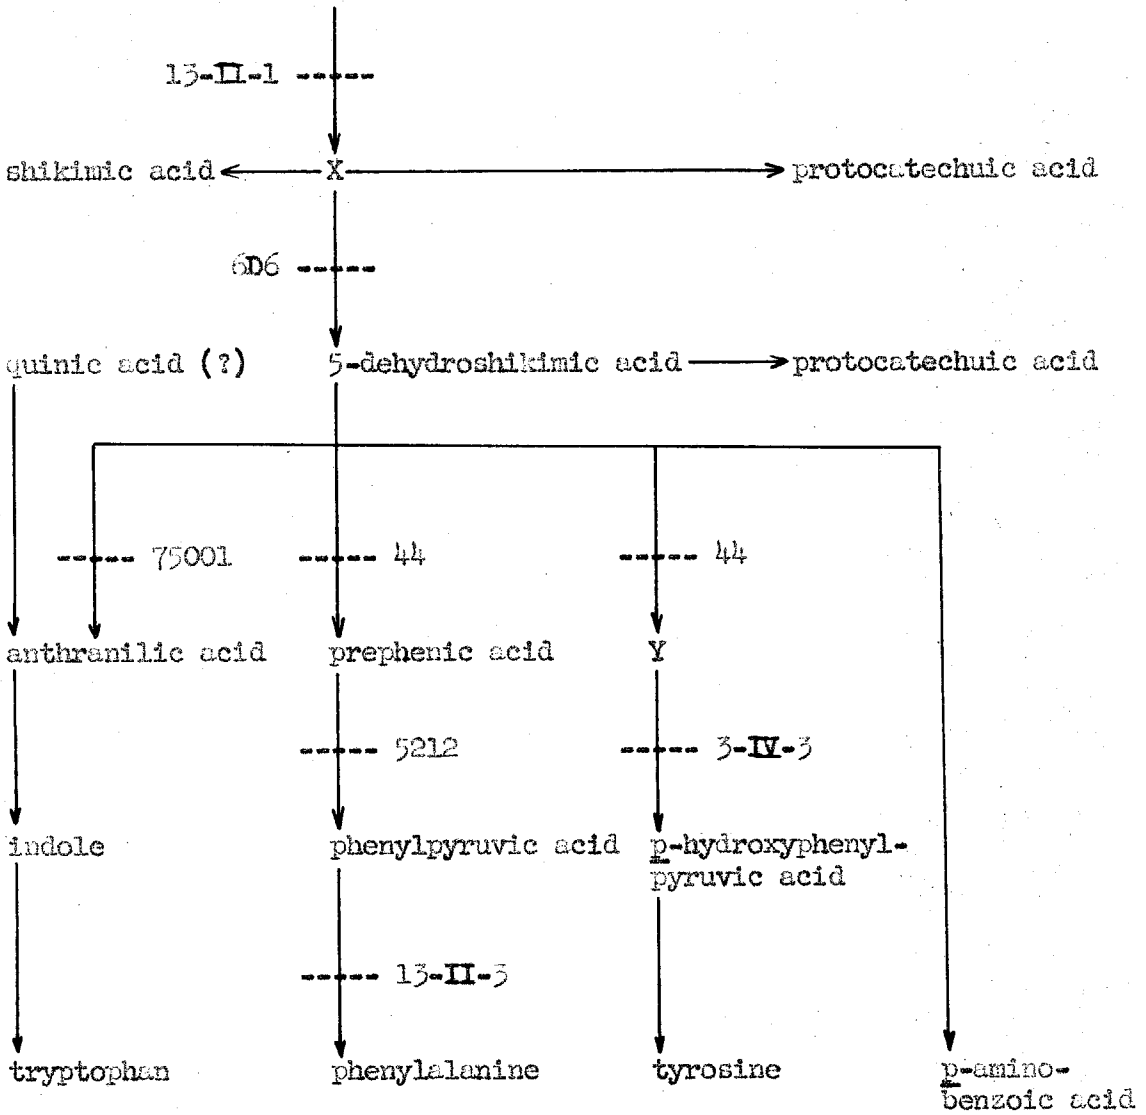 13-II-1
shikimic acid X protocatechuic acid
6D6
quinic acid (?) 5-dehydroshikimic acid protocatechuic acid
75001 44 44
anthranilic acid prephenic acid Y
5212 3-IV-3
indole phenylpyruvic acid p-hydroxyphenyl-
pyruvic acid
13-II-3
tryptophan phenylalanine tyrosine p-amino-
benzoic acid